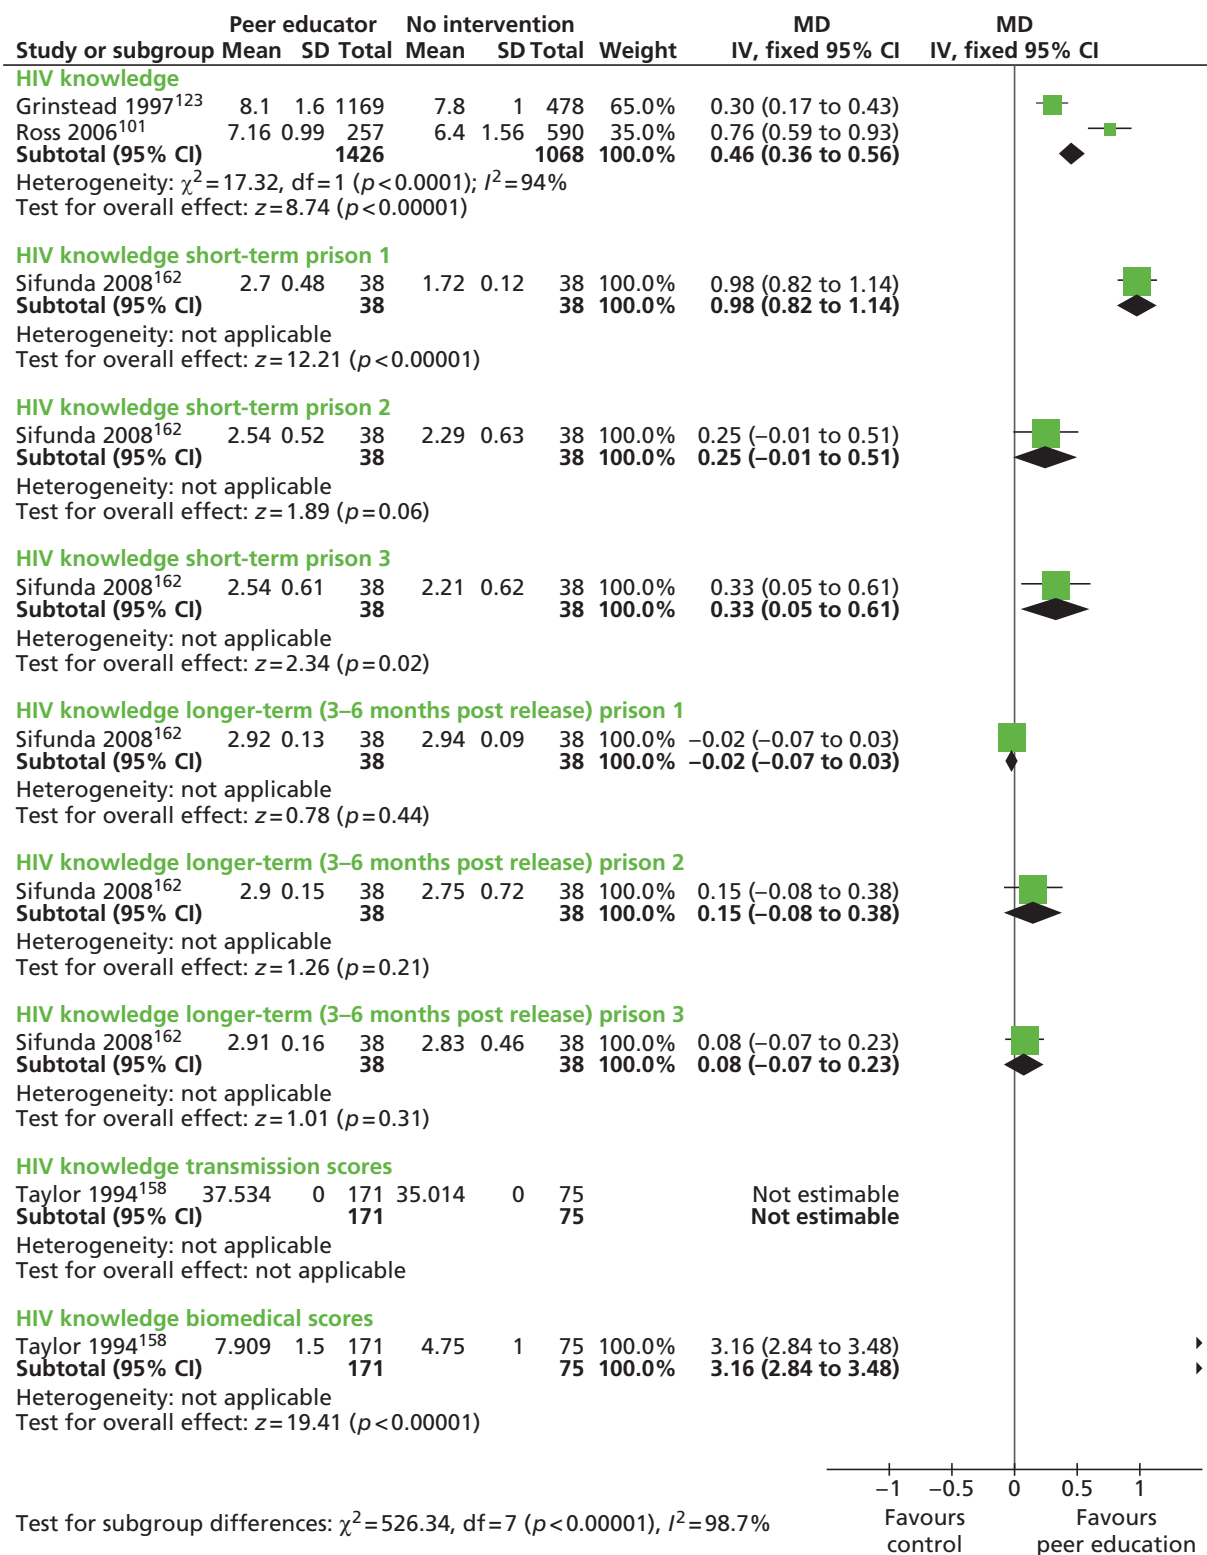 Peer educator No intervention MD MD
Study or subgroup Mean SD Total Mean SD Total Weight IV, fixed 95% CI IV, fixed 95% CI
HIV knowledge
Grinstead 1997¹²³ 8.1 1.6 1169 7.8 1 478 65.0% 0.30 (0.17 to 0.43)
Ross 2006¹⁰¹ 7.16 0.99 257 6.4 1.56 590 35.0% 0.76 (0.59 to 0.93)
Subtotal (95% CI) 1426 1068 100.0% 0.46 (0.36 to 0.56)
Heterogeneity: χ²=17.32, df=1 (p<0.0001); I²=94%
Test for overall effect: z=8.74 (p<0.00001)
HIV knowledge short-term prison 1
Sifunda 2008¹⁶² 2.7 0.48 38 1.72 0.12 38 100.0% 0.98 (0.82 to 1.14)
Subtotal (95% CI) 38 38 100.0% 0.98 (0.82 to 1.14)
Heterogeneity: not applicable
Test for overall effect: z=12.21 (p<0.00001)
HIV knowledge short-term prison 2
Sifunda 2008¹⁶² 2.54 0.52 38 2.29 0.63 38 100.0% 0.25 (−0.01 to 0.51)
Subtotal (95% CI) 38 38 100.0% 0.25 (−0.01 to 0.51)
Heterogeneity: not applicable
Test for overall effect: z=1.89 (p=0.06)
HIV knowledge short-term prison 3
Sifunda 2008¹⁶² 2.54 0.61 38 2.21 0.62 38 100.0% 0.33 (0.05 to 0.61)
Subtotal (95% CI) 38 38 100.0% 0.33 (0.05 to 0.61)
Heterogeneity: not applicable
Test for overall effect: z=2.34 (p=0.02)
HIV knowledge longer-term (3–6 months post release) prison 1
Sifunda 2008¹⁶² 2.92 0.13 38 2.94 0.09 38 100.0% −0.02 (−0.07 to 0.03)
Subtotal (95% CI) 38 38 100.0% −0.02 (−0.07 to 0.03)
Heterogeneity: not applicable
Test for overall effect: z=0.78 (p=0.44)
HIV knowledge longer-term (3–6 months post release) prison 2
Sifunda 2008¹⁶² 2.9 0.15 38 2.75 0.72 38 100.0% 0.15 (−0.08 to 0.38)
Subtotal (95% CI) 38 38 100.0% 0.15 (−0.08 to 0.38)
Heterogeneity: not applicable
Test for overall effect: z=1.26 (p=0.21)
HIV knowledge longer-term (3–6 months post release) prison 3
Sifunda 2008¹⁶² 2.91 0.16 38 2.83 0.46 38 100.0% 0.08 (−0.07 to 0.23)
Subtotal (95% CI) 38 38 100.0% 0.08 (−0.07 to 0.23)
Heterogeneity: not applicable
Test for overall effect: z=1.01 (p=0.31)
HIV knowledge transmission scores
Taylor 1994¹⁵⁸ 37.534 0 171 35.014 0 75 Not estimable
Subtotal (95% CI) 171 75 Not estimable
Heterogeneity: not applicable
Test for overall effect: not applicable
HIV knowledge biomedical scores
Taylor 1994¹⁵⁸ 7.909 1.5 171 4.75 1 75 100.0% 3.16 (2.84 to 3.48)
Subtotal (95% CI) 171 75 100.0% 3.16 (2.84 to 3.48)
Heterogeneity: not applicable
Test for overall effect: z=19.41 (p<0.00001)
−1 −0.5 0 0.5 1
Test for subgroup differences: χ²=526.34, df=7 (p<0.00001), I²=98.7%
Favours Favours
control peer education